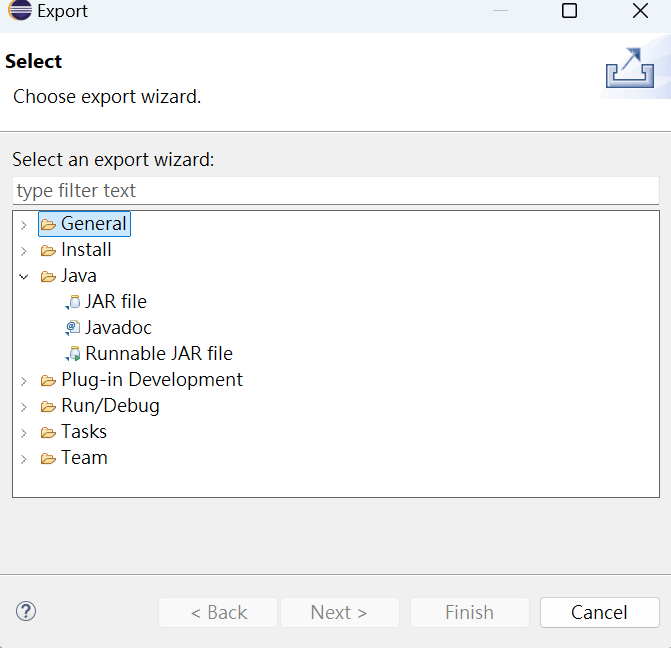 Export
Select
Choose export wizard.
Select an export wizard:
type filter text
General
Install
Java
JAR file
Javadoc
Runnable JAR file
Plug-in Development
Run/Debug
Tasks
Team
? < Back Next > Finish Cancel